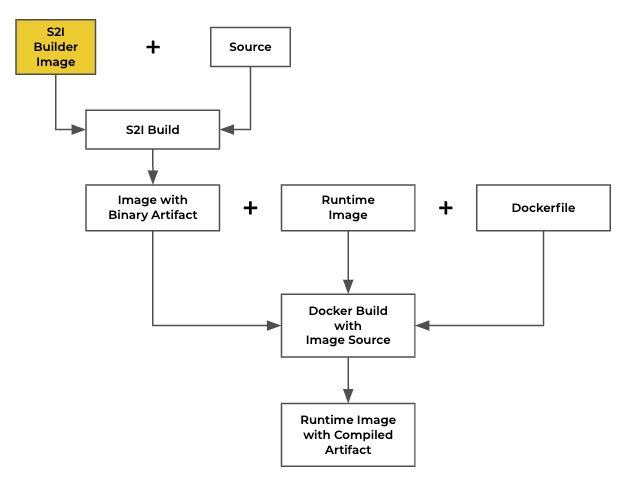 S2I
Builder
Image
+
Source
S2I Build
Image with
Binary Artifact
+
Runtime
Image
+
Dockerfile
Docker Build
with
Image Source
Runtime Image
with Compiled
Artifact